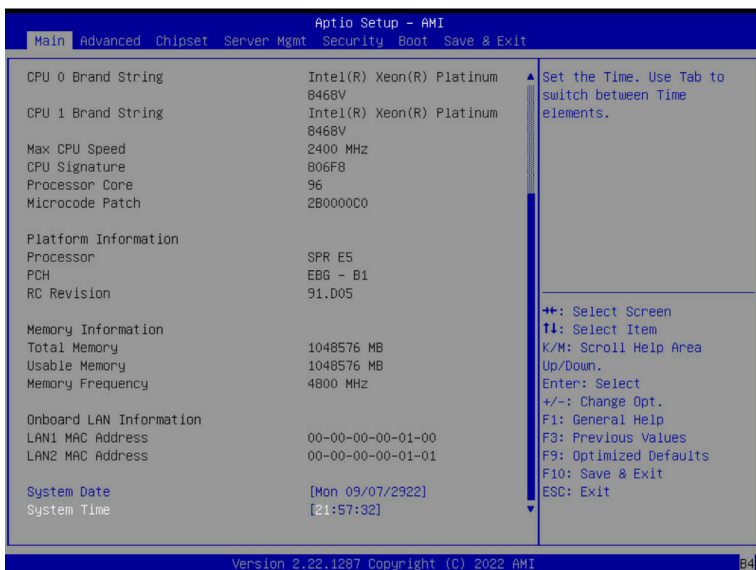 Aptio Setup – AMI
Main Advanced Chipset Server Mgmt Security Boot Save & Exit
CPU 0 Brand String Intel(R) Xeon(R) Platinum
8468V
CPU 1 Brand String Intel(R) Xeon(R) Platinum
8468V
Max CPU Speed 2400 MHz
CPU Signature 806F8
Processor Core 96
Microcode Patch 2B0000C0
Platform Information
Processor SPR E5
PCH EBG – B1
RC Revision 91.D05
Memory Information
Total Memory 1048576 MB
Usable Memory 1048576 MB
Memory Frequency 4800 MHz
Onboard LAN Information
LAN1 MAC Address 00-00-00-00-01-00
LAN2 MAC Address 00-00-00-00-01-01
System Date [Mon 09/07/2922]
System Time [21:57:32]
Set the Time. Use Tab to
switch between Time
elements.
→←: Select Screen
↑↓: Select Item
K/M: Scroll Help Area
Up/Down.
Enter: Select
+/-: Change Opt.
F1: General Help
F3: Previous Values
F9: Optimized Defaults
F10: Save & Exit
ESC: Exit
Version 2.22.1287 Copyright (C) 2022 AMI
B4